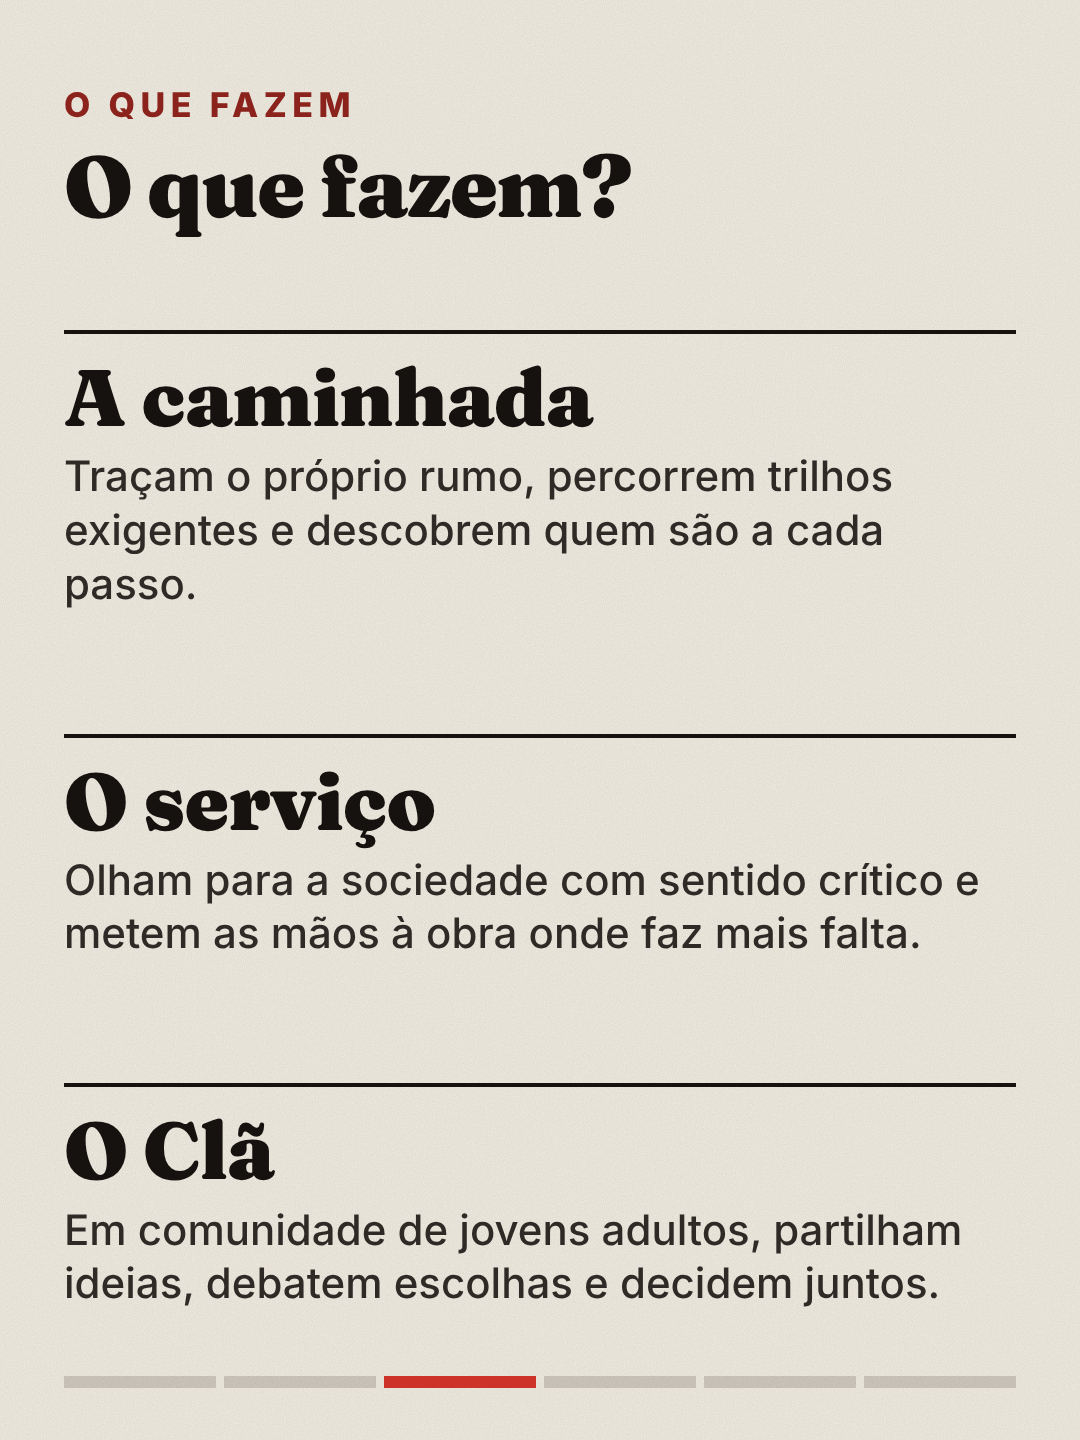 O QUE FAZEM
O que fazem?
A caminhada
Traçam o próprio rumo, percorrem trilhos
exigentes e descobrem quem são a cada
passo.
O serviço
Olham para a sociedade com sentido crítico e
metem as mãos à obra onde faz mais falta.
O Clã
Em comunidade de jovens adultos, partilham
ideias, debatem escolhas e decidem juntos.